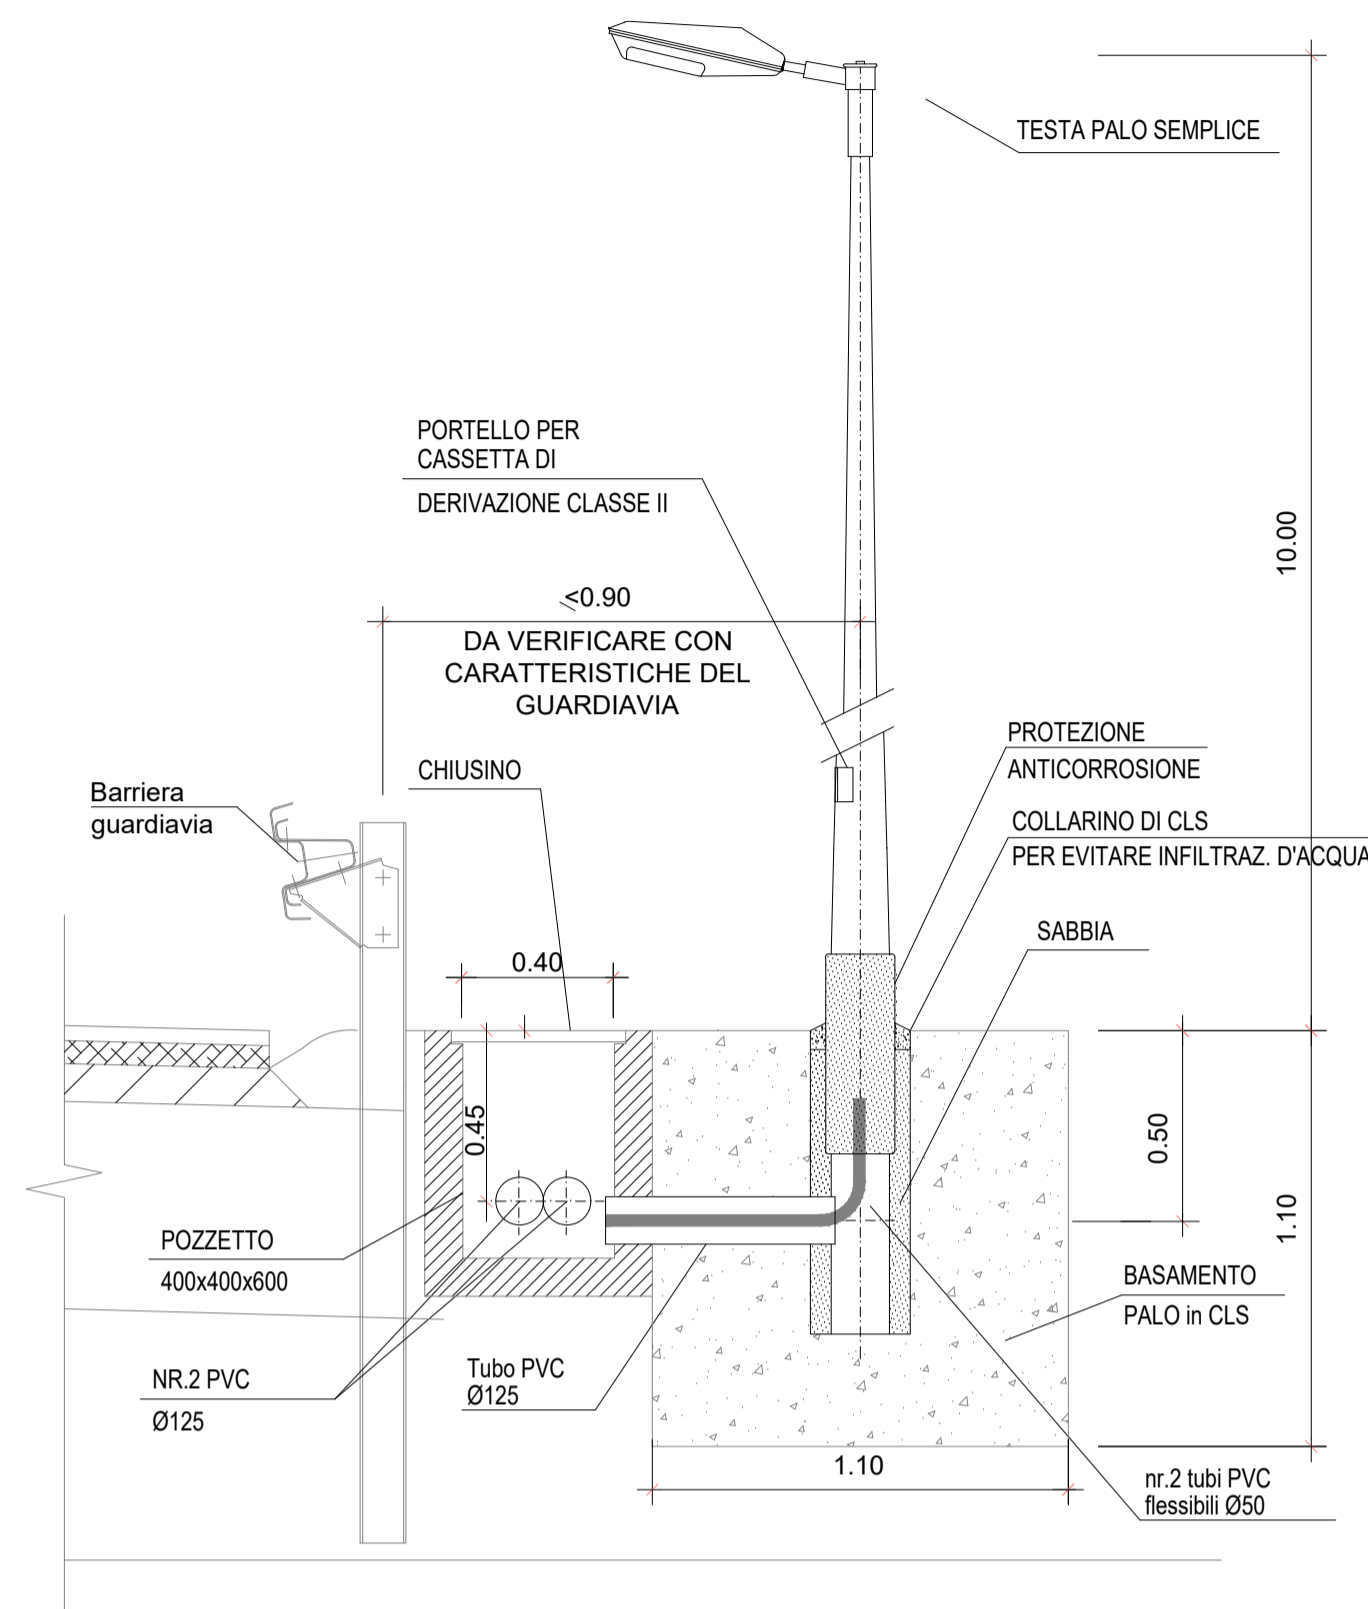 TESTA PALO SEMPLICE
PORTELLO PER
CASSETTA DI
DERIVAZIONE CLASSE II
10.00
≤0.90
DA VERIFICARE CON
CARATTERISTICHE DEL
GUARDIAVIA
PROTEZIONE
ANTICORROSIONE
CHIUSINO
Barriera
guardiavia
COLLARINO DI CLS
PER EVITARE INFILTRAZ. D'ACQUA
SABBIA
0.40
0.45
0.50
1.10
POZZETTO
400x400x600
BASAMENTO
PALO in CLS
NR.2 PVC
Ø125
Tubo PVC
Ø125
1.10
nr.2 tubi PVC
flessibili Ø50